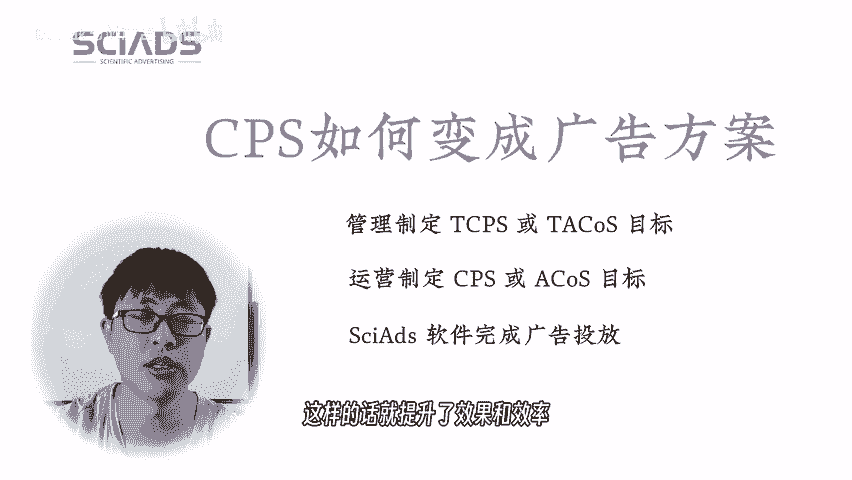 SCIADS
SCIENTIFIC ADVERTISING
CPS如何变成广告方案
管理制定 TCPS 或 TACoS 目标
运营制定 CPS 或 ACoS 目标
SciAds 软件完成广告投放
这样的话就提升了效果和效率